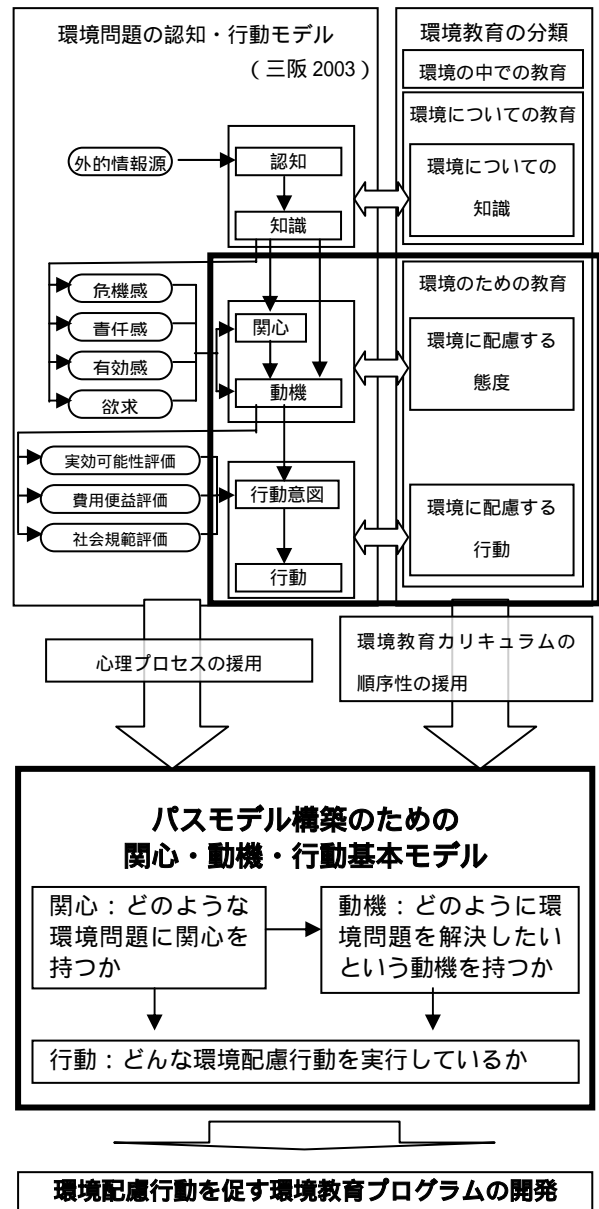 環境問題の認知・行動モデル
（三阪 2003）
外的情報源
認知
知識
危機感
責任感
有効感
欲求
関心
動機
実効可能性評価
費用便益評価
社会規範評価
行動意図
行動
環境教育の分類
環境の中での教育
環境についての教育
環境についての
知識
環境のための教育
環境に配慮する
態度
環境に配慮する
行動
心理プロセスの援用
環境教育カリキュラムの
順序性の援用
パスモデル構築のための
関心・動機・行動基本モデル
関心：どのような
環境問題に関心を
持つか
動機：どのように環
境問題を解決したい
という動機を持つか
行動：どんな環境配慮行動を実行しているか
環境配慮行動を促す環境教育プログラムの開発